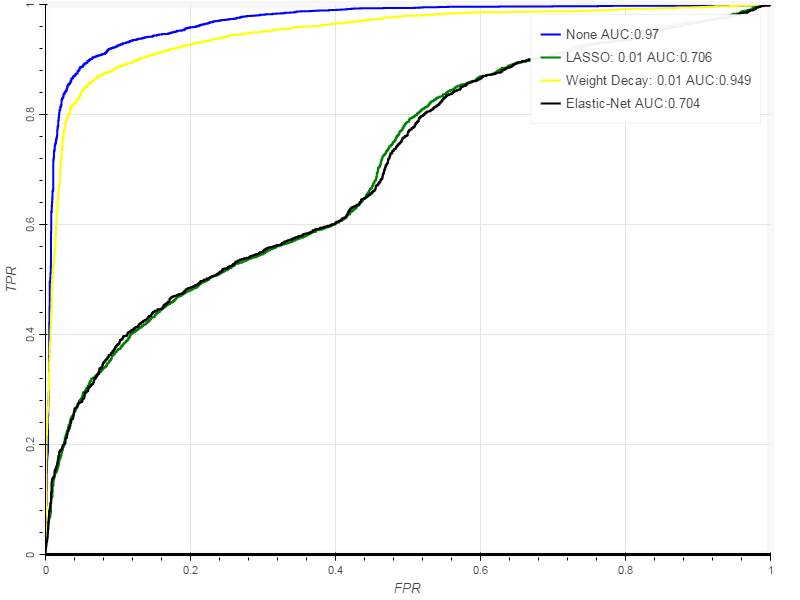 1
None AUC:0.97
LASSO: 0.01 AUC:0.706
Weight Decay: 0.01 AUC:0.949
Elastic-Net AUC:0.704
0.8
0.6
TPR
0.4
0.2
0
0 0.2 0.4 0.6 0.8 1
FPR